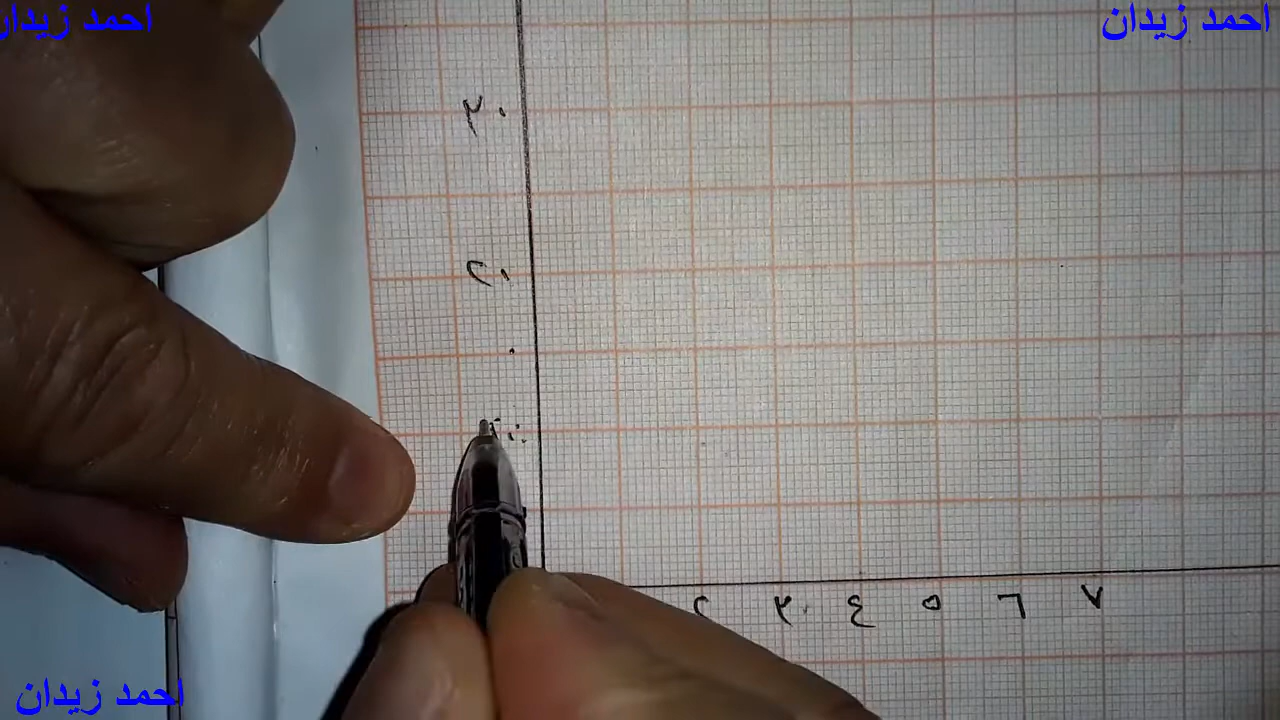 احمد زيدان
احمد زيدان
٣٠
٢٠
٢ ٣ ٤ ٥ ٦ ٧
احمد زيدان